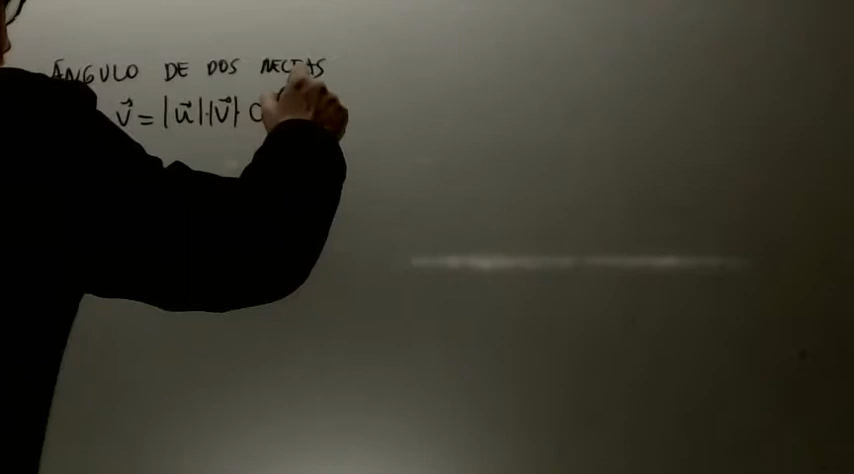 ÁNGULO DE DOS RECTAS
v⃗ = |u⃗|·|v⃗|